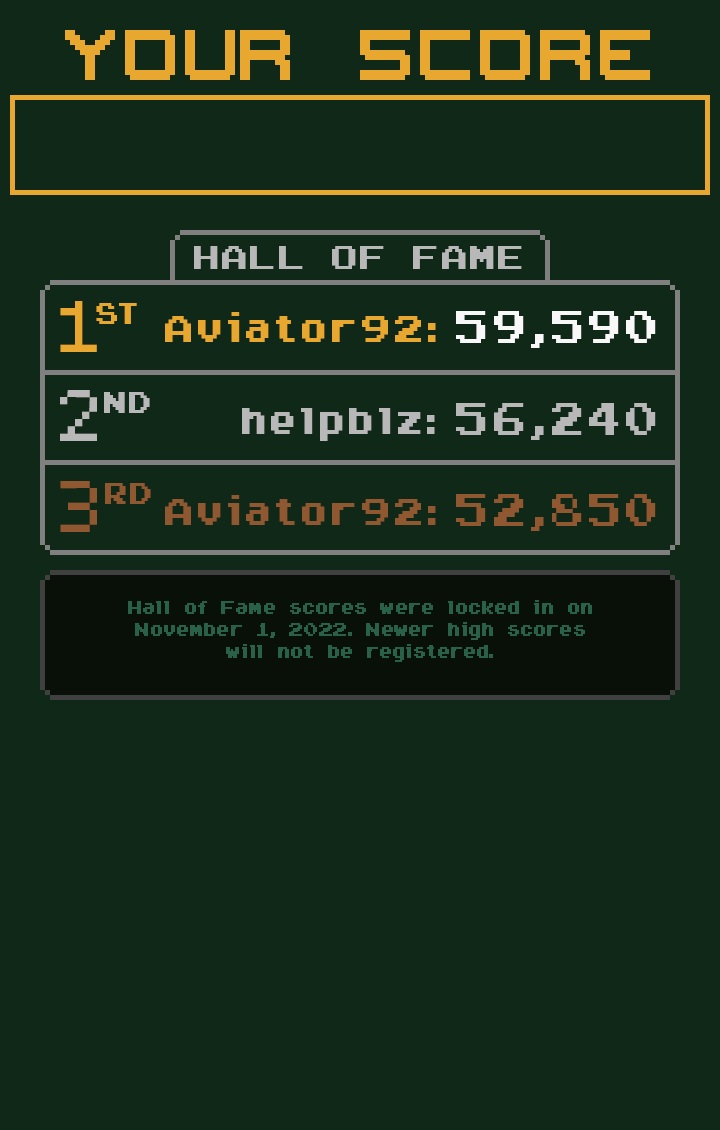 YOUR SCORE
HALL OF FAME
1ST Aviator92: 59,590
2ND helpblz: 56,240
3RD Aviator92: 52,850
Hall of Fame scores were locked in on
November 1, 2022. Newer high scores
will not be registered.